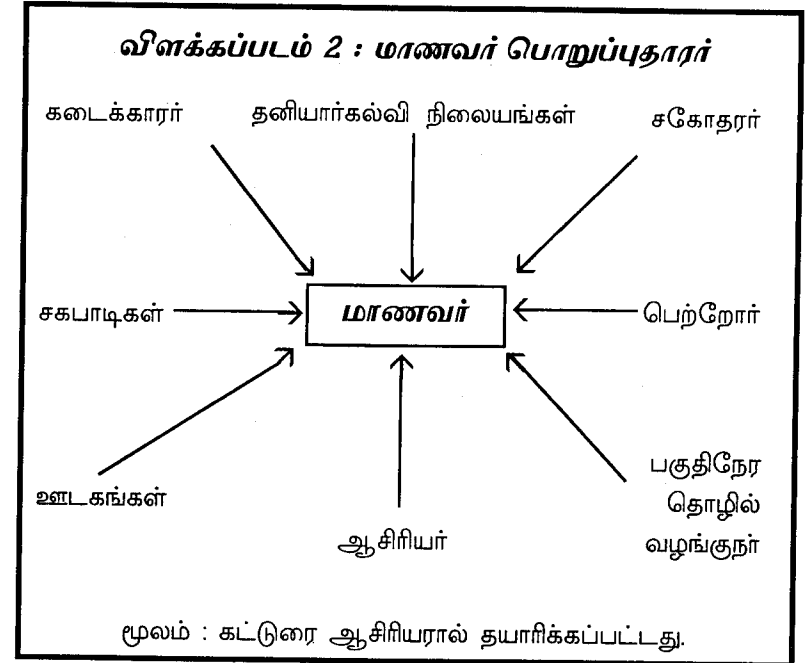 விளக்கப்படம் 2 : மாணவர் பொறுப்புதாரர்
கடைக்காரர்
தனியார்கல்வி நிலையங்கள்
சகோதரர்
சகபாடிகள்
மாணவர்
பெற்றோர்
ஊடகங்கள்
ஆசிரியர்
பகுதிநேர
தொழில்
வழங்குநர்
மூலம் : கட்டுரை ஆசிரியரால் தயாரிக்கப்பட்டது.